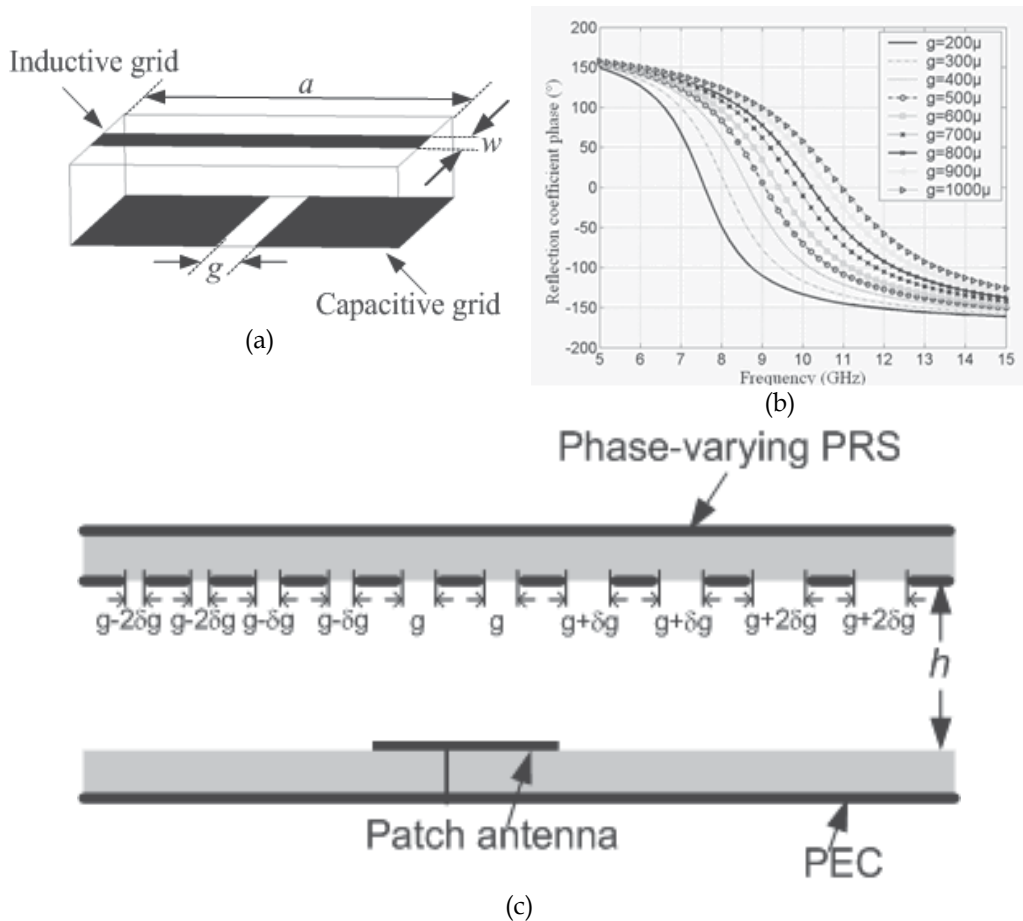 Inductive grid
a
w
g
Capacitive grid
(a)
200
150
100
50
0
-50
-100
-150
-200
Reflection coefficient phase (°)
5 6 7 8 9 10 11 12 13 14 15
Frequency (GHz)
g=200µ
g=300µ
g=400µ
g=500µ
g=600µ
g=700µ
g=800µ
g=900µ
g=1000µ
(b)
Phase-varying PRS
g-2δg g-2δg g-δg g-δg g g g+δg g+δg g+2δg g+2δg
h
Patch antenna
PEC
(c)